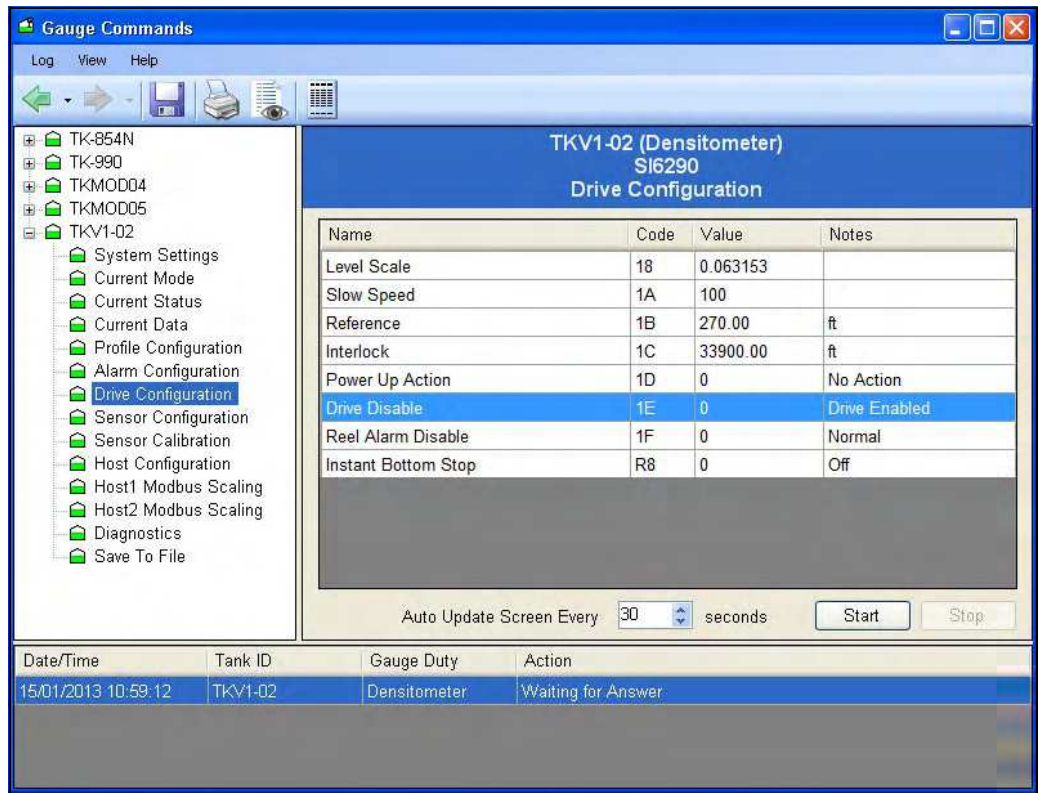 Gauge Commands
Log View Help
TK-854N
TK-990
TKMOD04
TKMOD05
TKV1-02
System Settings
Current Mode
Current Status
Current Data
Profile Configuration
Alarm Configuration
Drive Configuration
Sensor Configuration
Sensor Calibration
Host Configuration
Host1 Modbus Scaling
Host2 Modbus Scaling
Diagnostics
Save To File
TKV1-02 (Densitometer)
SI6290
Drive Configuration
Name Code Value Notes
Level Scale 18 0.063153
Slow Speed 1A 100
Reference 1B 270.00 ft
Interlock 1C 33900.00 ft
Power Up Action 1D 0 No Action
Drive Disable 1E 0 Drive Enabled
Reel Alarm Disable 1F 0 Normal
Instant Bottom Stop R8 0 Off
Auto Update Screen Every 30 seconds Start Stop
Date/Time Tank ID Gauge Duty Action
15/01/2013 10:59:12 TKV1-02 Densitometer Waiting for Answer